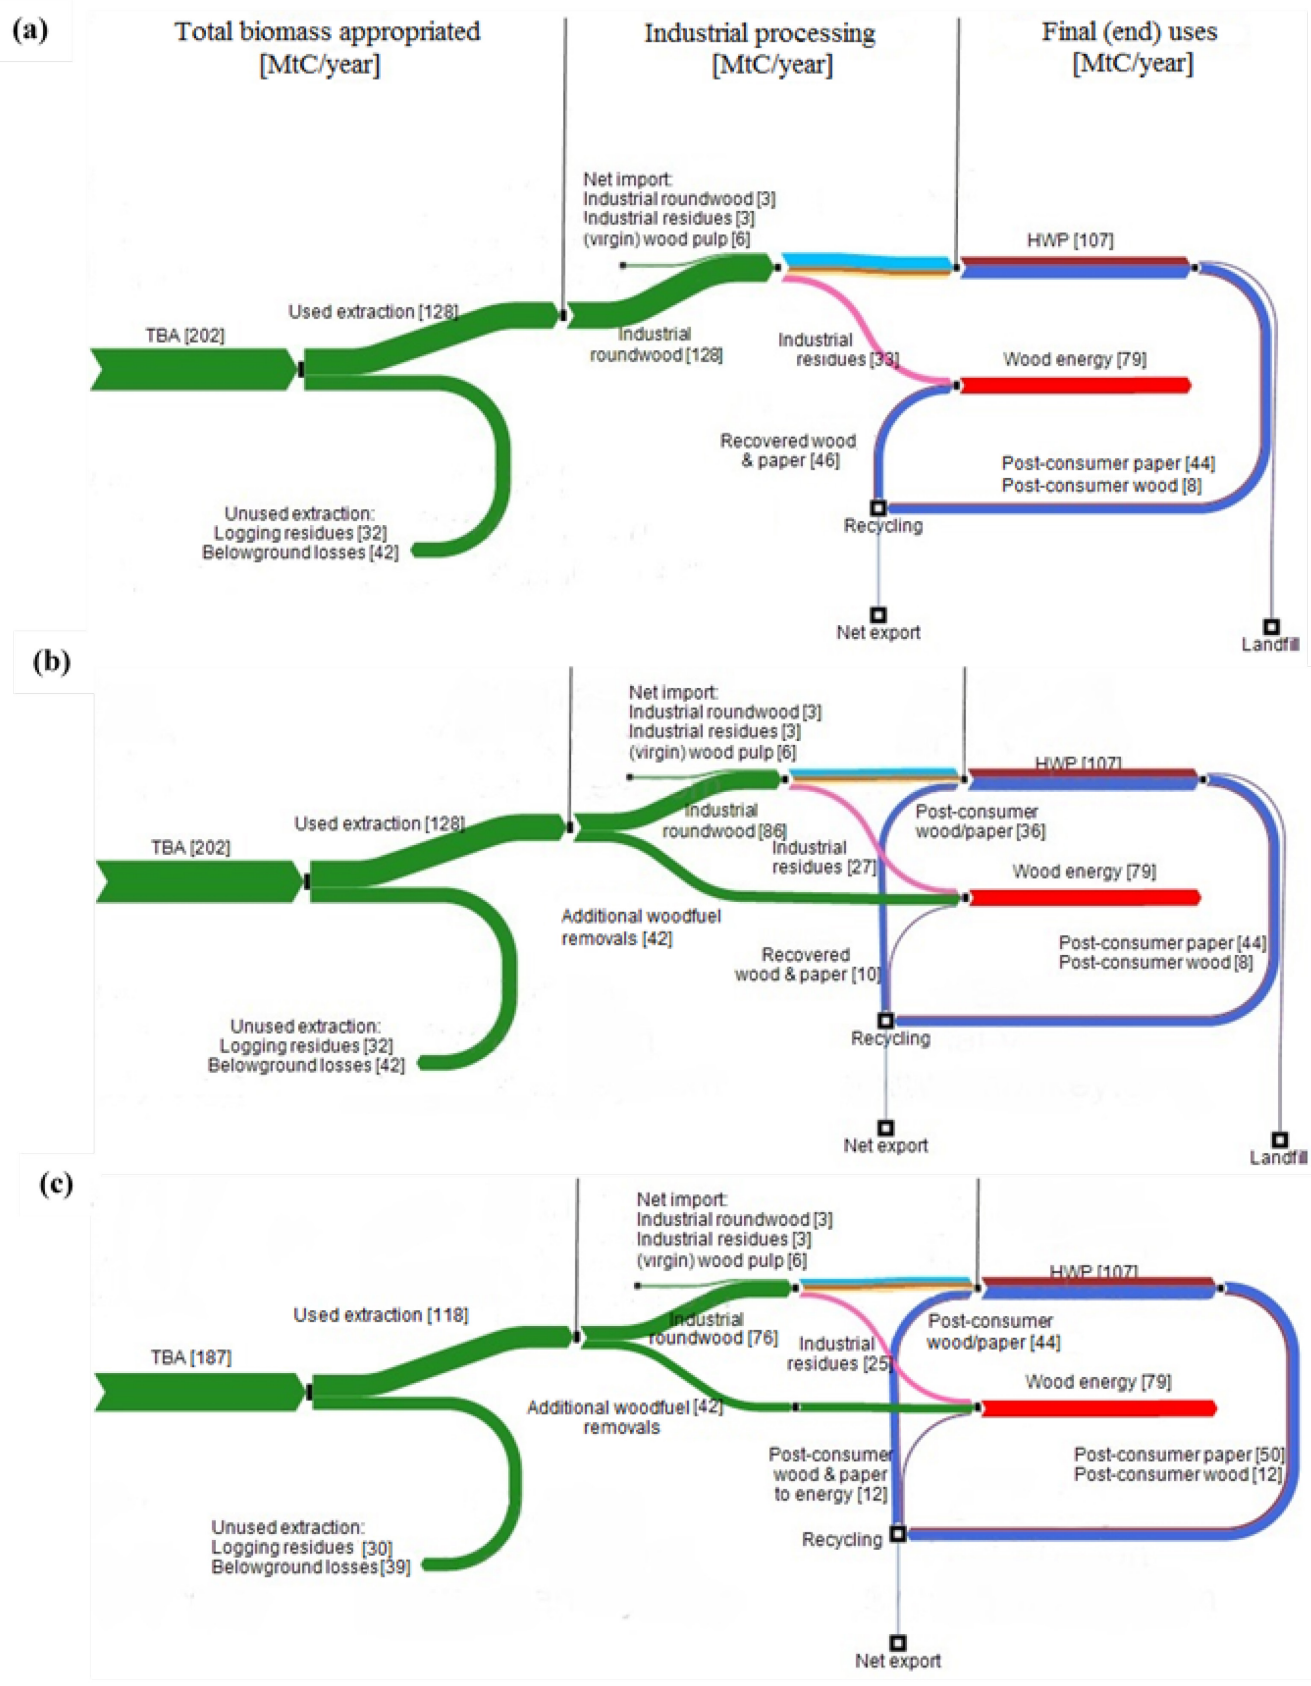 (a)
Total biomass appropriated
[MtC/year]
Industrial processing
[MtC/year]
Final (end) uses
[MtC/year]
Net import:
Industrial roundwood [3]
Industrial residues [3]
(virgin) wood pulp [6]
HWP [107]
Used extraction [128]
TBA [202]
Industrial
roundwood [128]
Industrial
residues [33]
Wood energy [79]
Recovered wood
& paper [46]
Post-consumer paper [44]
Post-consumer wood [8]
Unused extraction:
Logging residues [32]
Belowground losses [42]
Recycling
Net export
Landfill
(b)
Net import:
Industrial roundwood [3]
Industrial residues [3]
(virgin) wood pulp [6]
HWP [107]
Used extraction [128]
TBA [202]
Industrial
roundwood [86]
Post-consumer
wood/paper [36]
Industrial
residues [27]
Wood energy [79]
Additional woodfuel
removals [42]
Recovered
wood & paper [10]
Post-consumer paper [44]
Post-consumer wood [8]
Unused extraction:
Logging residues [32]
Belowground losses [42]
Recycling
Net export
Landfill
(c)
Net import:
Industrial roundwood [3]
Industrial residues [3]
(virgin) wood pulp [6]
HWP [107]
Used extraction [118]
TBA [187]
Industrial
roundwood [76]
Post-consumer
wood/paper [44]
Industrial
residues [25]
Wood energy [79]
Additional woodfuel [42]
removals
Post-consumer
wood & paper
to energy [12]
Post-consumer paper [50]
Post-consumer wood [12]
Unused extraction:
Logging residues [30]
Belowground losses [39]
Recycling
Net export